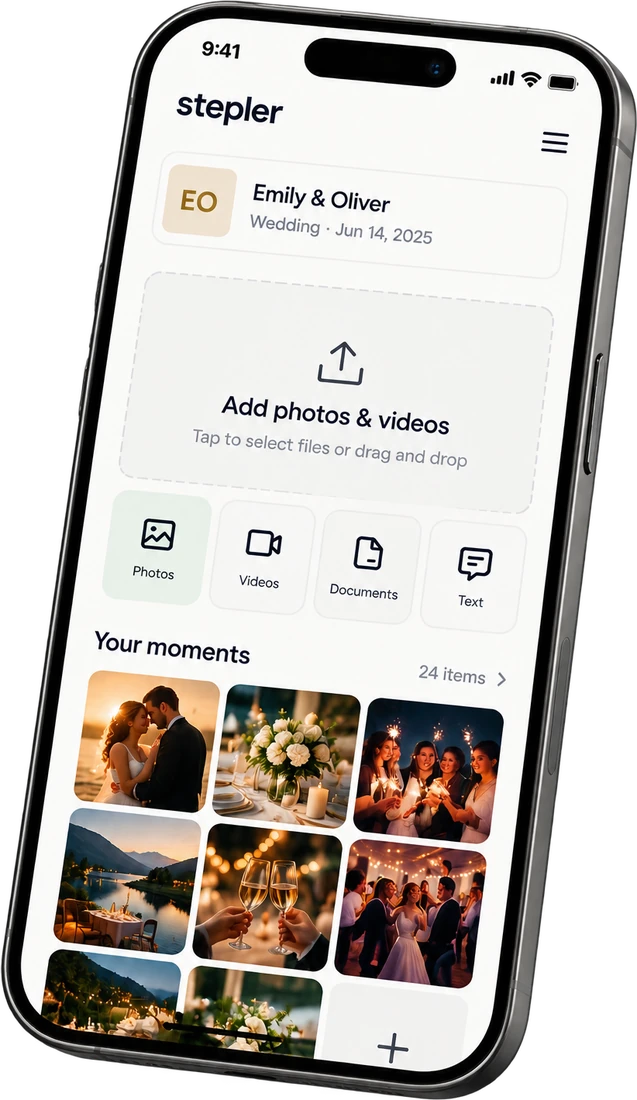 9:41
stepler
EO
Emily & Oliver
Wedding · Jun 14, 2025
Add photos & videos
Tap to select files or drag and drop
Photos
Videos
Documents
Text
Your moments
24 items